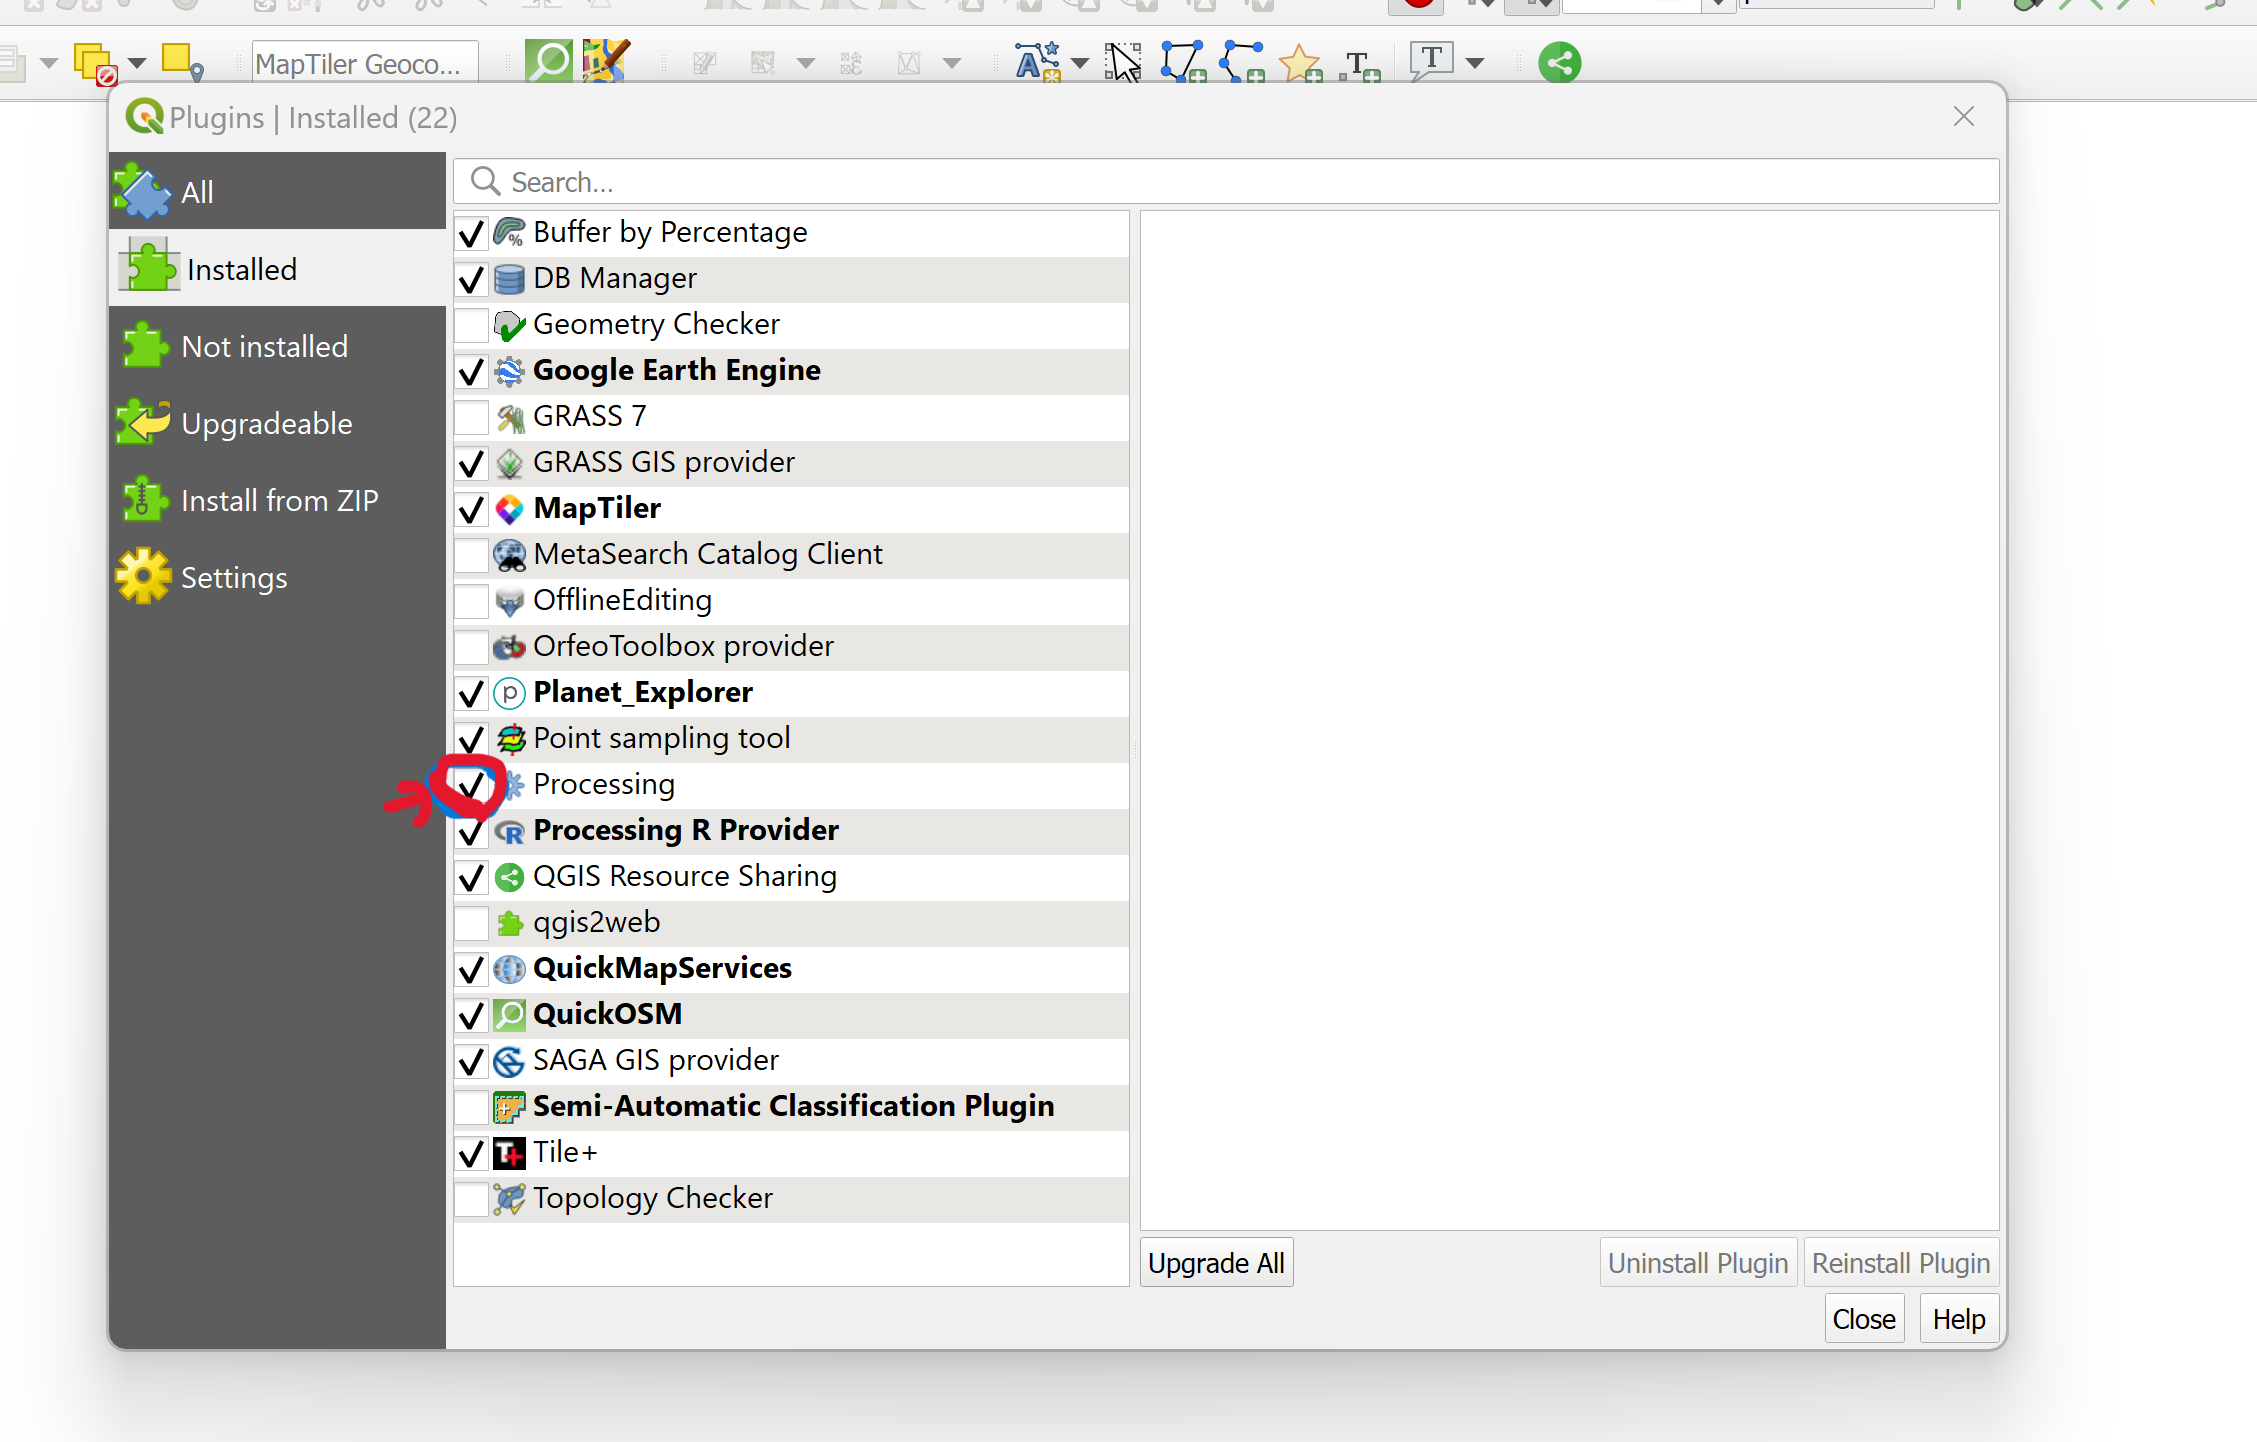 MapTiler Geoco...
T
Plugins | Installed (22)
All
Installed
Not installed
Upgradeable
Install from ZIP
Settings
Search...
Buffer by Percentage
DB Manager
Geometry Checker
Google Earth Engine
GRASS 7
GRASS GIS provider
MapTiler
MetaSearch Catalog Client
OfflineEditing
OrfeoToolbox provider
Planet_Explorer
Point sampling tool
Processing
Processing R Provider
QGIS Resource Sharing
qgis2web
QuickMapServices
QuickOSM
SAGA GIS provider
Semi-Automatic Classification Plugin
Tile+
Topology Checker
Upgrade All
Uninstall Plugin
Reinstall Plugin
Close
Help